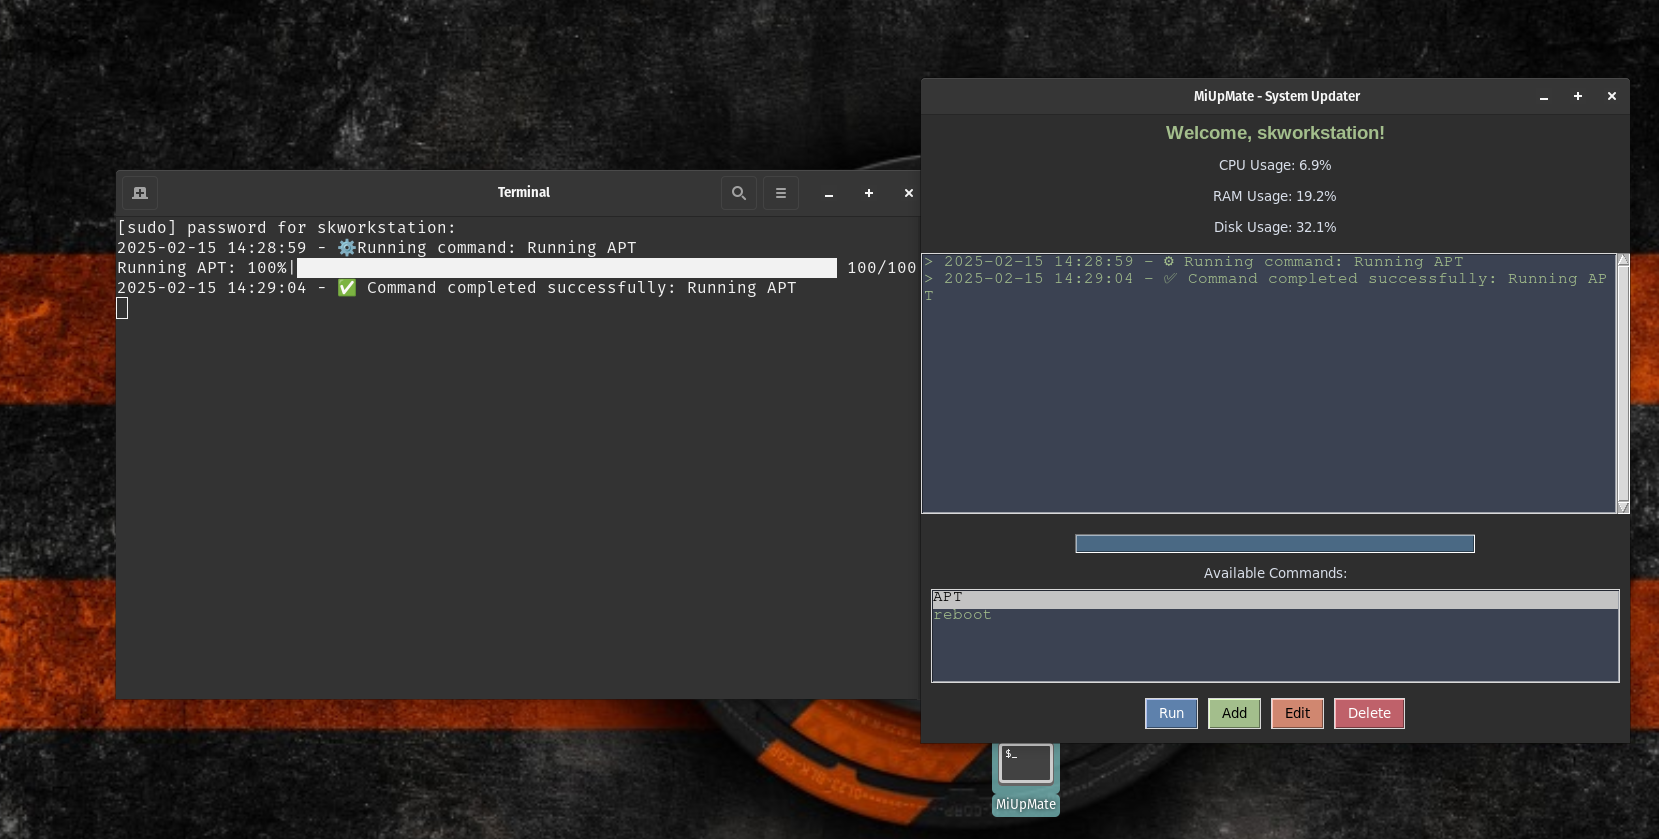 Terminal
[sudo] password for skworkstation:
2025-02-15 14:28:59 - ⚙️Running command: Running APT
Running APT: 100%| 100/100
2025-02-15 14:29:04 - ✅ Command completed successfully: Running APT
MiUpMate - System Updater
Welcome, skworkstation!
CPU Usage: 6.9%
RAM Usage: 19.2%
Disk Usage: 32.1%
> 2025-02-15 14:28:59 - ⚙ Running command: Running APT
> 2025-02-15 14:29:04 - ✅ Command completed successfully: Running AP
T
Available Commands:
APT
reboot
Run Add Edit Delete
$_
MiUpMate